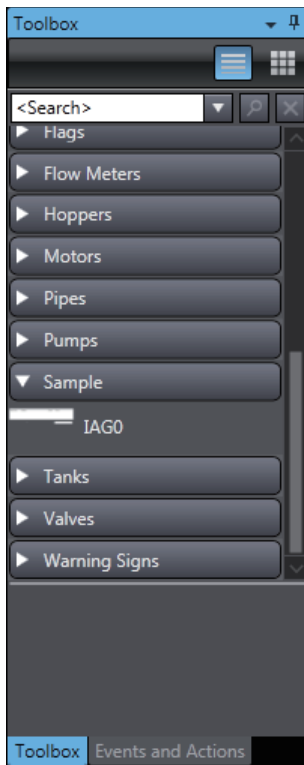 Toolbox
<Search>
Flags
Flow Meters
Hoppers
Motors
Pipes
Pumps
Sample
IAG0
Tanks
Valves
Warning Signs
Toolbox Events and Actions